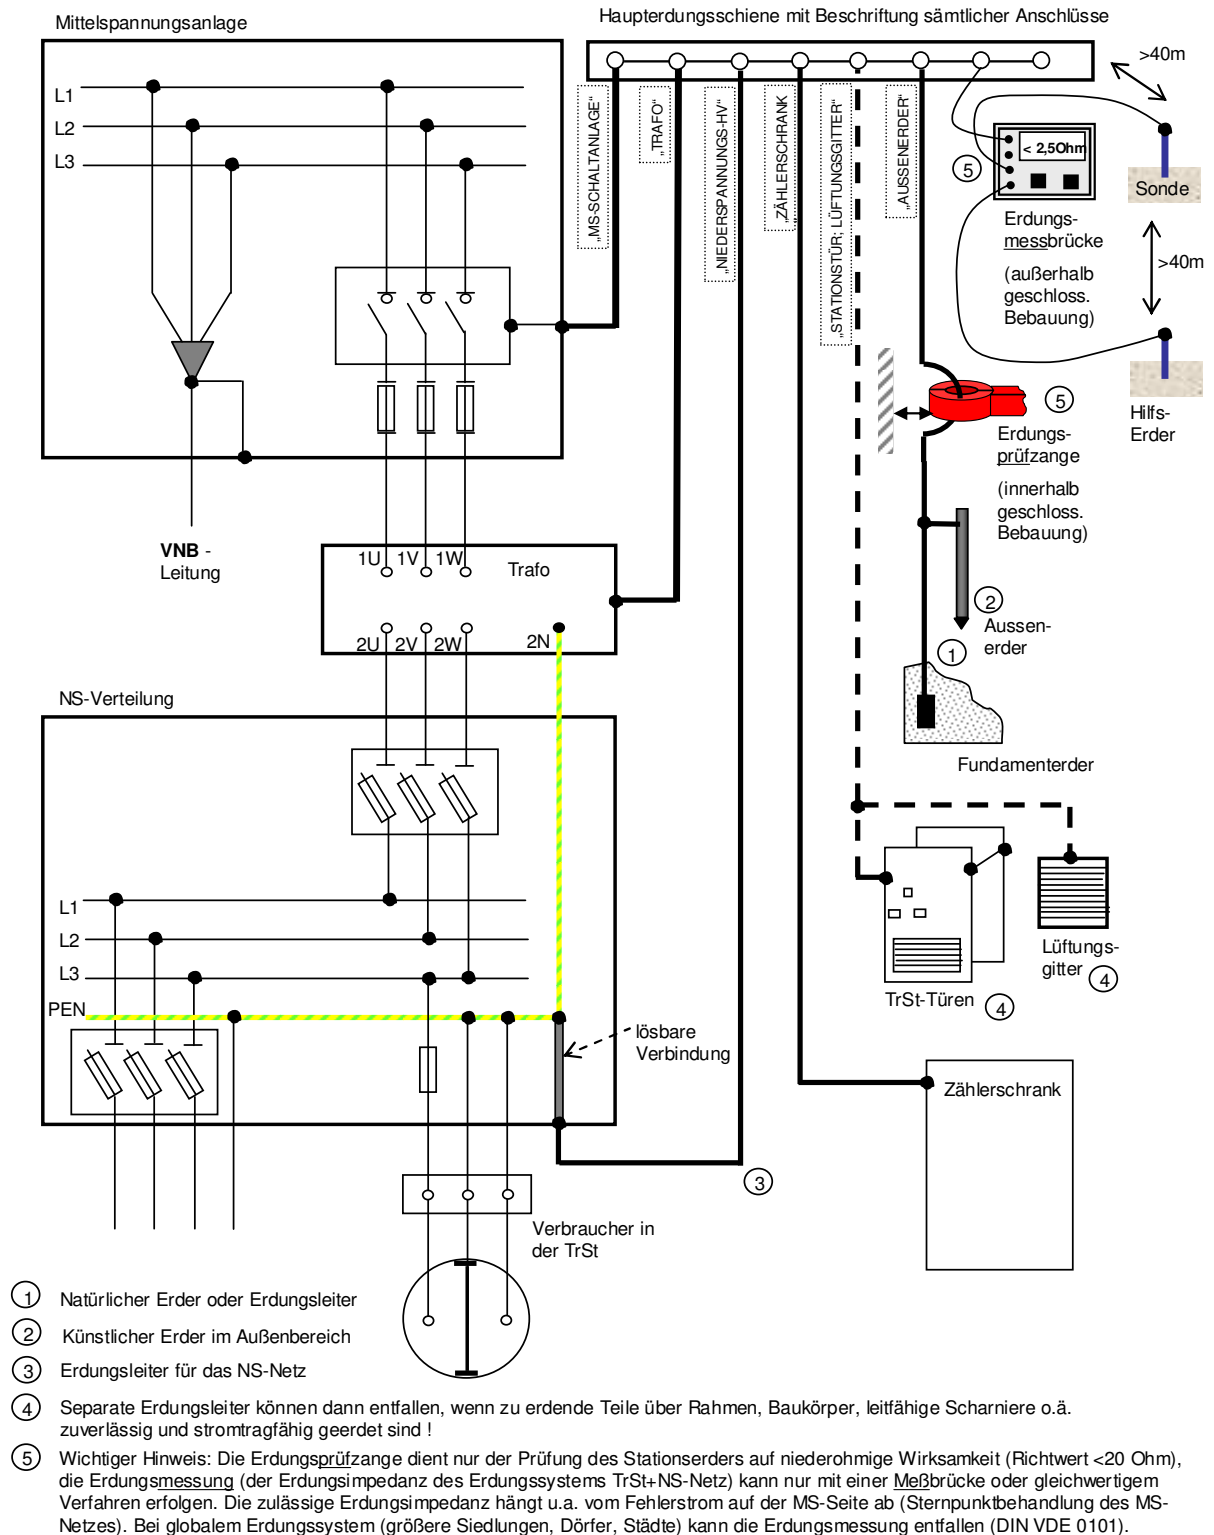 Mittelspannungsanlage
Haupterdungsschiene mit Beschriftung sämtlicher Anschlüsse
>40m
L1
L2
L3
„MS-SCHALTANLAGE“
„TRAFO“
„NIEDERSPANNUNGS-HV“
„ZÄHLERSCHRANK
„STATIONSTÜR; LÜFTUNGSGITTER“
„AUSSENERDER“
< 2,5Ohm
5
Sonde
Erdungs-
messbrücke
(außerhalb
geschloss.
Bebauung)
>40m
5
Hilfs-
Erder
Erdungs-
prüfzange
(innerhalb
geschloss.
Bebauung)
VNB -
Leitung
1U 1V 1W
Trafo
2U 2V 2W
2N
2
Aussen-
erder
1
Fundamenterder
NS-Verteilung
L1
L2
L3
PEN
lösbare
Verbindung
TrSt-Türen 4
Lüftungs-
gitter 4
Zählerschrank
3
Verbraucher in
der TrSt
1 Natürlicher Erder oder Erdungsleiter
2 Künstlicher Erder im Außenbereich
3 Erdungsleiter für das NS-Netz
4 Separate Erdungsleiter können dann entfallen, wenn zu erdende Teile über Rahmen, Baukörper, leitfähige Scharniere o.ä.
zuverlässig und stromtragfähig geerdet sind !
5 Wichtiger Hinweis: Die Erdungsprüfzange dient nur der Prüfung des Stationserders auf niederohmige Wirksamkeit (Richtwert <20 Ohm),
die Erdungsmessung (der Erdungsimpedanz des Erdungssystems TrSt+NS-Netz) kann nur mit einer Meßbrücke oder gleichwertigem
Verfahren erfolgen. Die zulässige Erdungsimpedanz hängt u.a. vom Fehlerstrom auf der MS-Seite ab (Sternpunktbehandlung des MS-
Netzes). Bei globalem Erdungssystem (größere Siedlungen, Dörfer, Städte) kann die Erdungsmessung entfallen (DIN VDE 0101).